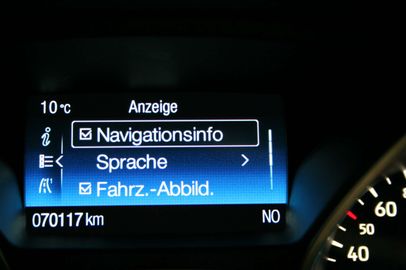 10 °C Anzeige
Navigationsinfo
Sprache
Fahrz.-Abbild.
070117 km NO
60
50
40